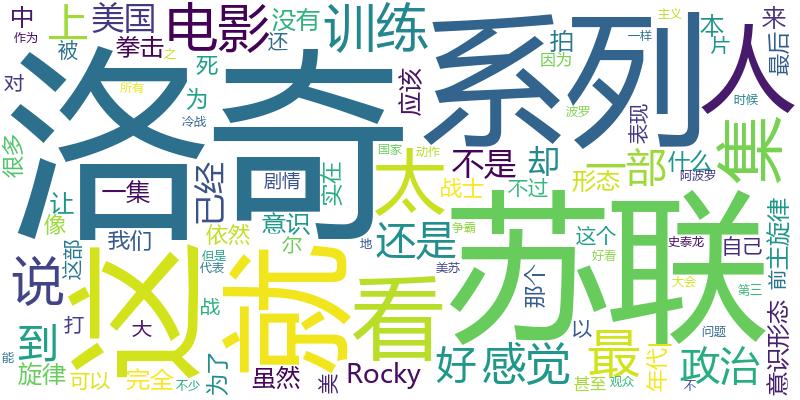 中
作为
美国
上
被
电影
没有
训练
主义
本
来
拳击
还
之
拍
一样
片
最后
对
死
应该
因为
洛奇
系列
人
所有
为
波罗
时候
很多
冷战
表现
集
国家
动作
不是
却
一部
什么
一集
剧情
实在
太
战士
不过
形态
阿波罗
让
已经
像
意识
我们
依然
尔
还是
争霸
这个
史泰龙
自己
前
主旋律
这部
但是
代表
地
美苏
那个
好看
说
这
就
看
苏联
大会
第三
打
大
战
以
问题
能
到
旋律
可以
完全
不少
为了
虽然
美
Rocky
好
感觉
甚至
最
观众
年代
不
政治
意识形态